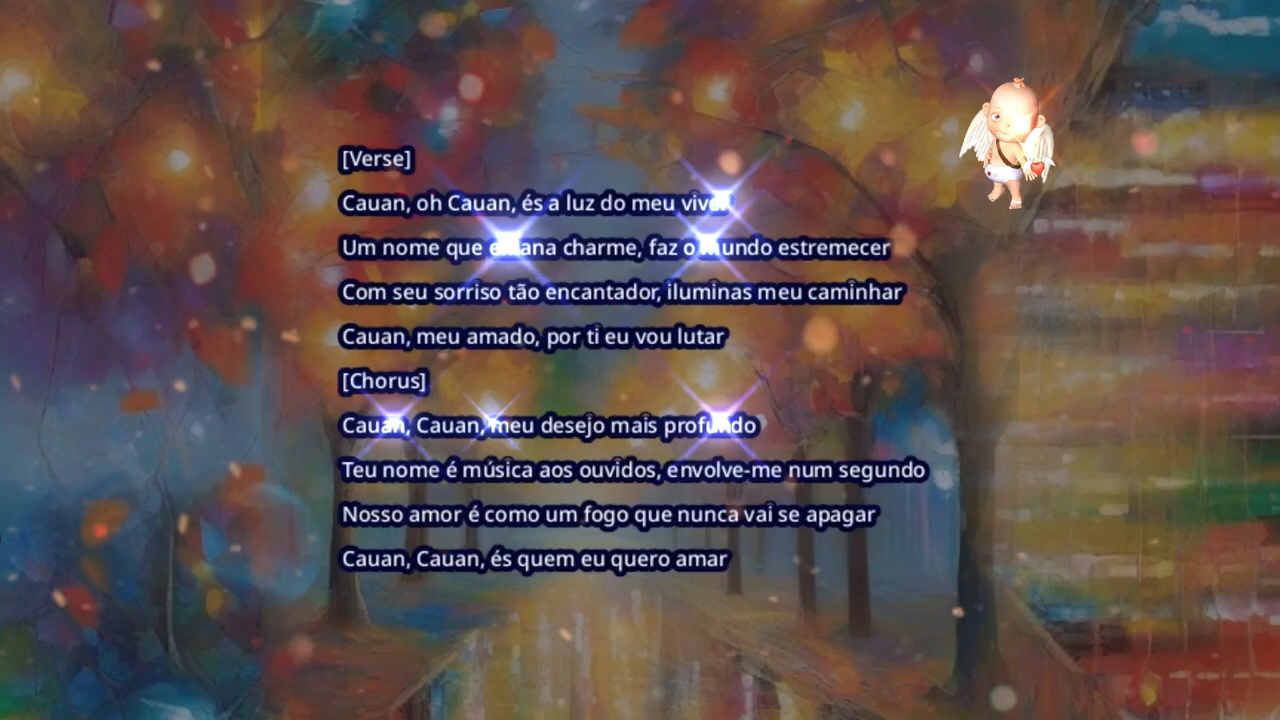 [Verse]
Cauan, oh Cauan, és a luz do meu viver
Um nome que emana charme, faz o mundo estremecer
Com seu sorriso tão encantador, iluminas meu caminhar
Cauan, meu amado, por ti eu vou lutar
[Chorus]
Cauan, Cauan, meu desejo mais profundo
Teu nome é música aos ouvidos, envolve-me num segundo
Nosso amor é como um fogo que nunca vai se apagar
Cauan, Cauan, és quem eu quero amar